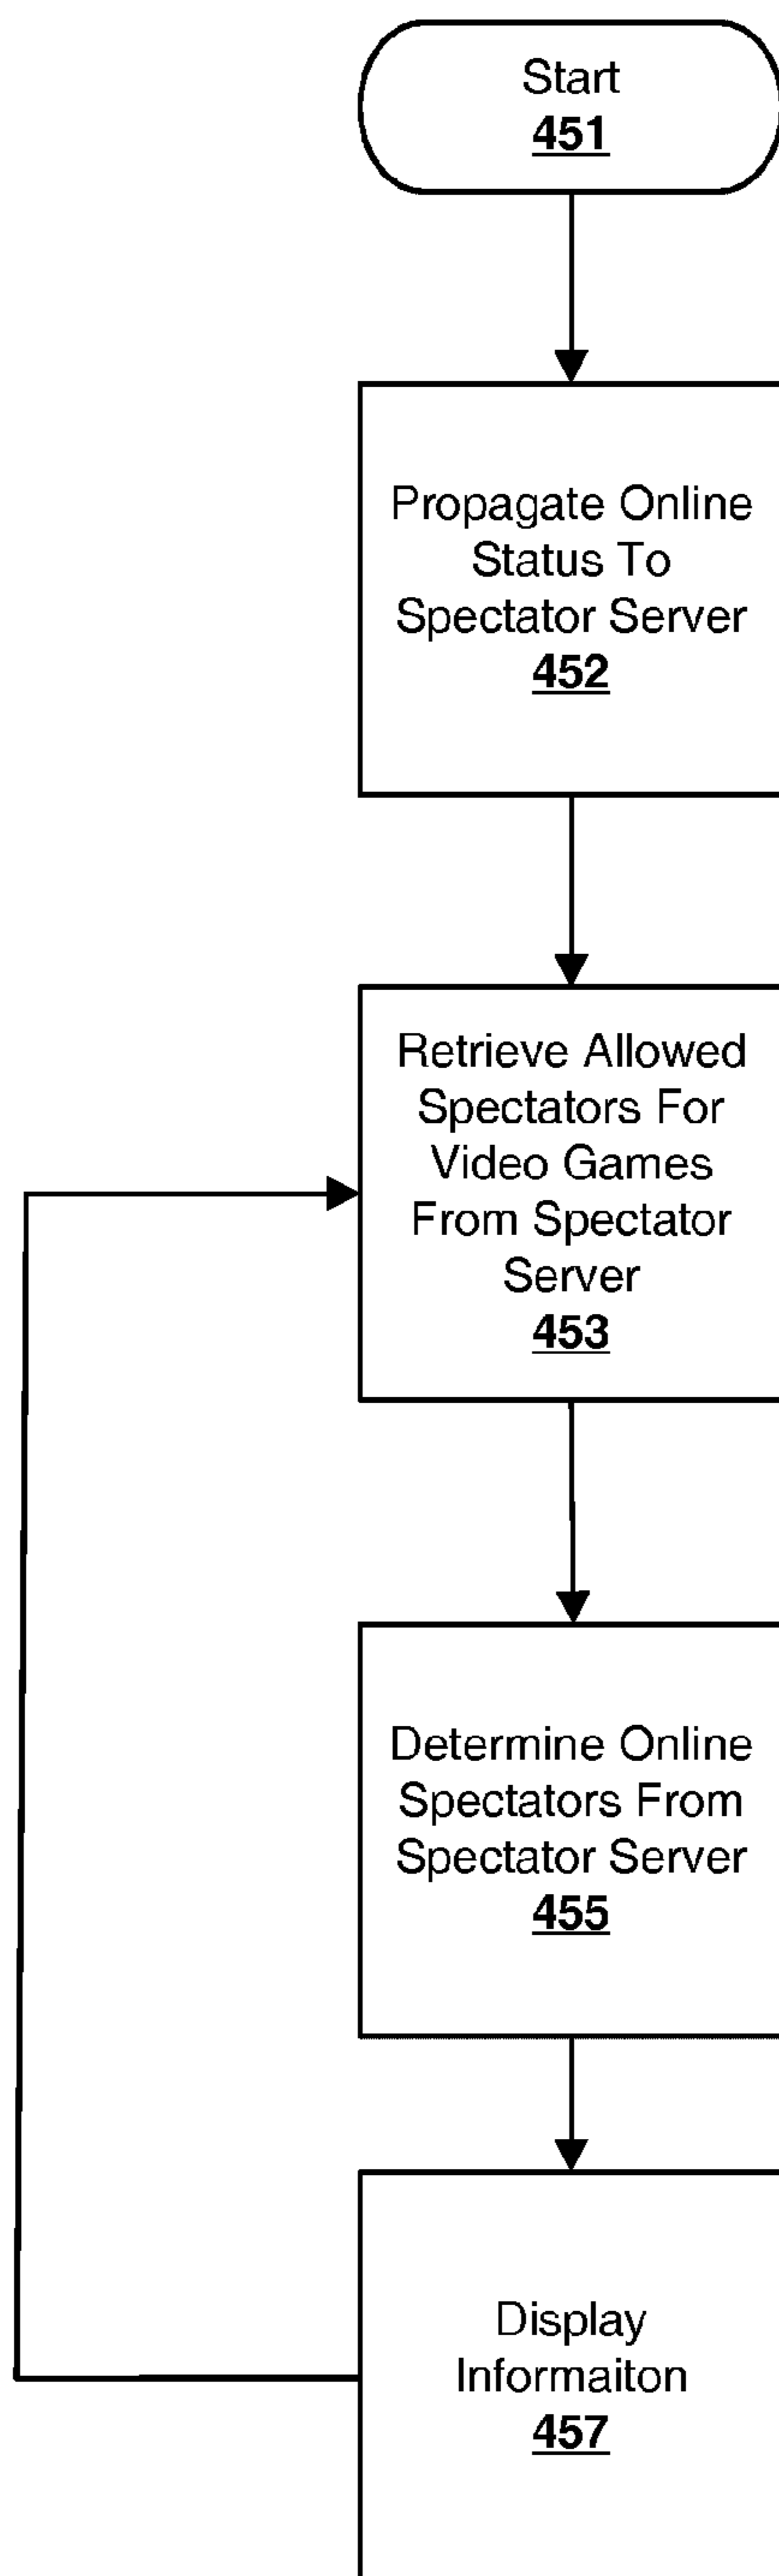 Start
451
Propagate Online
Status To
Spectator Server
452
Retrieve Allowed
Spectators For
Video Games
From Spectator
Server
453
Determine Online
Spectators From
Spectator Server
455
Display
Informaiton
457